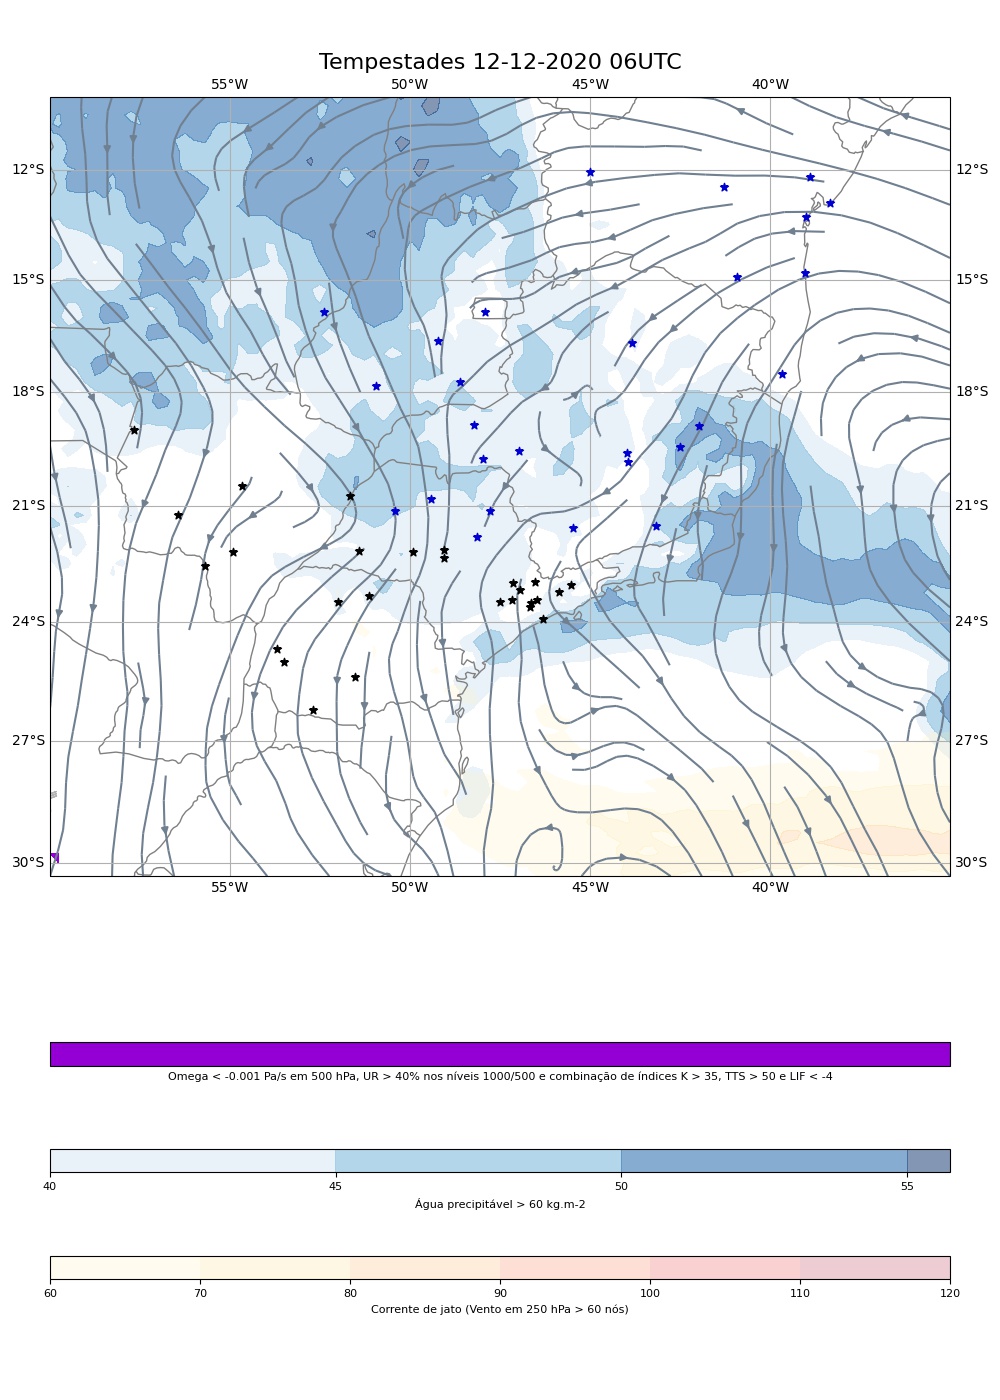 Tempestades 12-12-2020 06UTC
55°W 50°W 45°W 40°W
12°S 12°S
15°S 15°S
18°S 18°S
21°S 21°S
24°S 24°S
27°S 27°S
30°S 30°S
55°W 50°W 45°W 40°W
Omega < -0.001 Pa/s em 500 hPa, UR > 40% nos níveis 1000/500 e combinação de índices K > 35, TTS > 50 e LIF < -4
40 45 50 55
Água precipitável > 60 kg.m-2
60 70 80 90 100 110 120
Corrente de jato (Vento em 250 hPa > 60 nós)